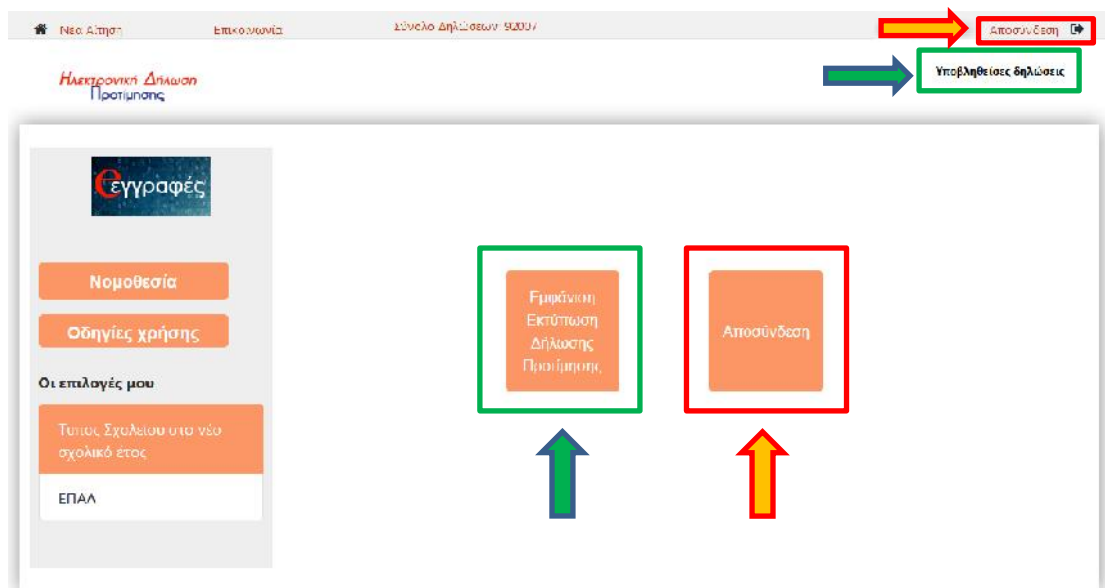 Νέα Αίτηση Επικοινωνία Σύνολο Δηλώσεων: 92007 Αποσύνδεση
Υποβληθείσες δηλώσεις
Ηλεκτρονική Δήλωση
Προτίμησης
eεγγραφές
Νομοθεσία
Οδηγίες χρήσης
Οι επιλογές μου
Τύπος Σχολείου στο νέο
σχολικό έτος
ΕΠΑΛ
Εμφάνιση
Εκτύπωση
Δήλωσης
Προτίμησης
Αποσύνδεση